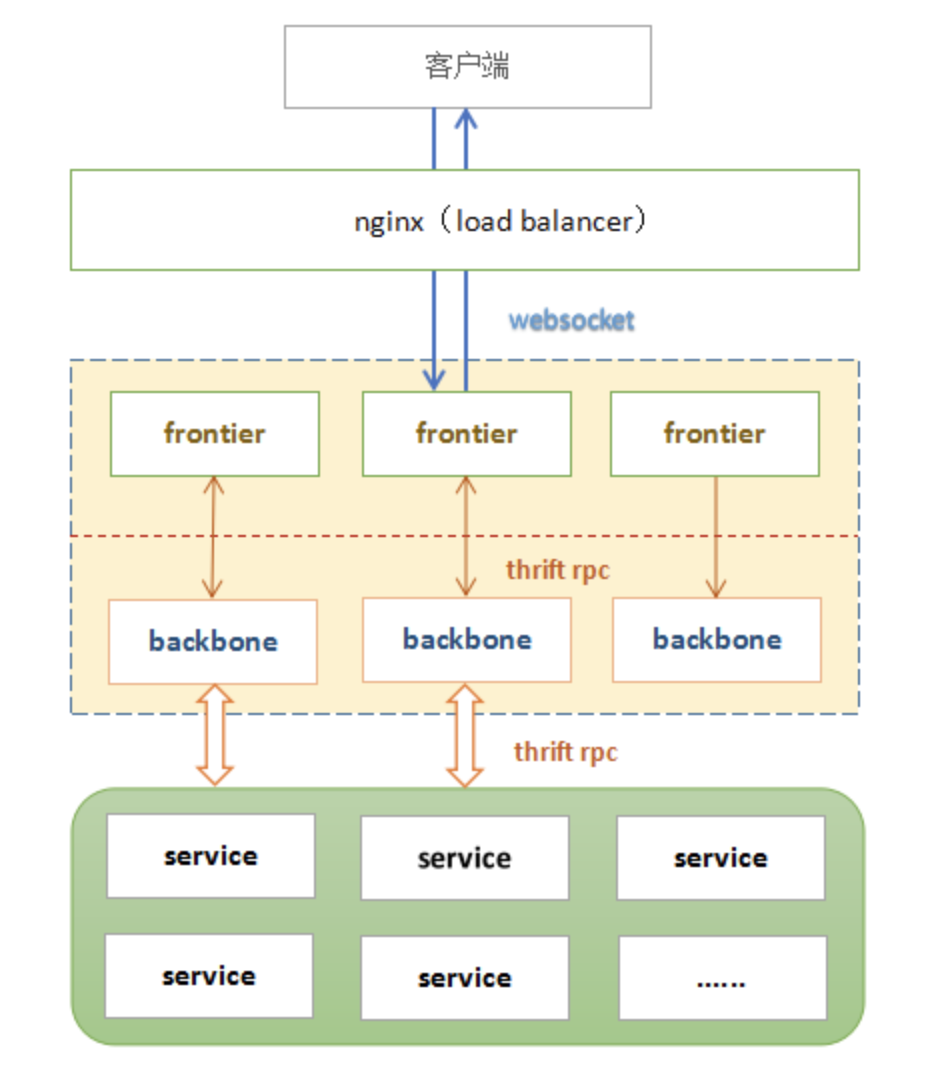 客户端
nginx（load balancer）
websocket
frontier
frontier
frontier
thrift rpc
backbone
backbone
backbone
thrift rpc
service
service
service
service
service
......